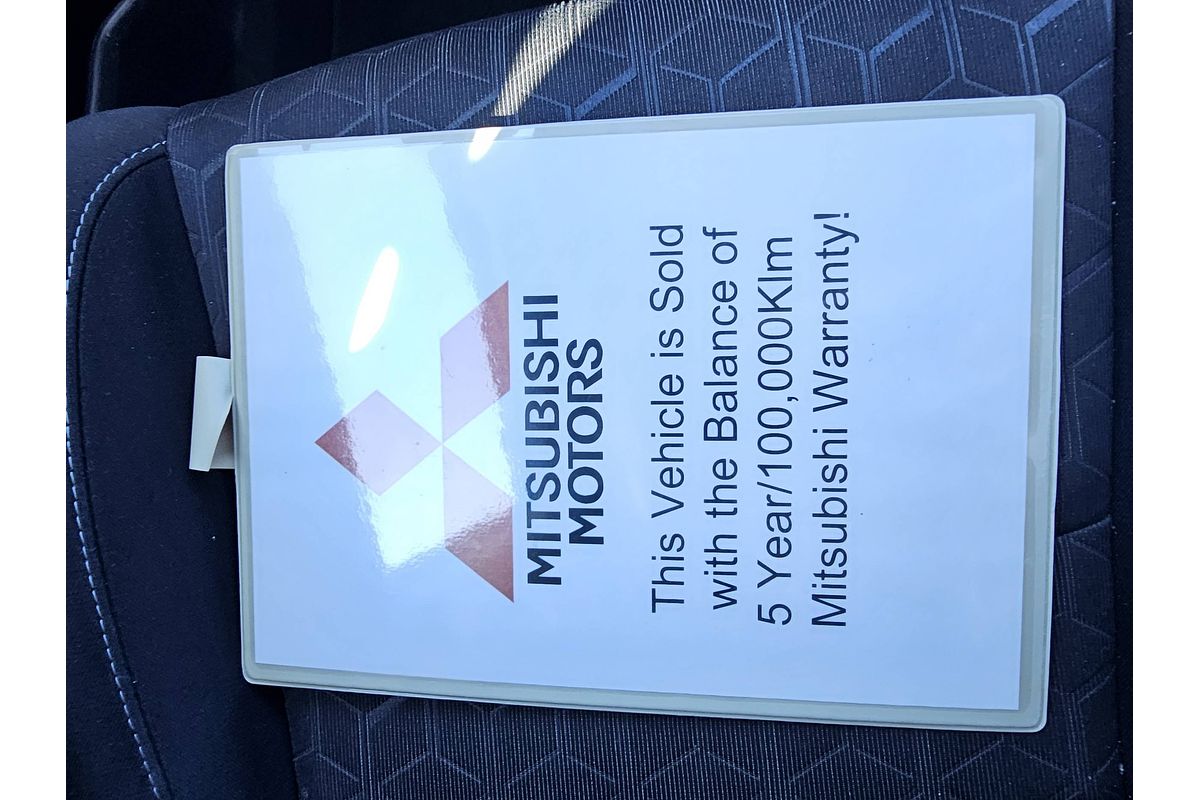 MITSUBISHI
MOTORS
This Vehicle is Sold
with the Balance of
5 Year/100,000Klm
Mitsubishi Warranty!